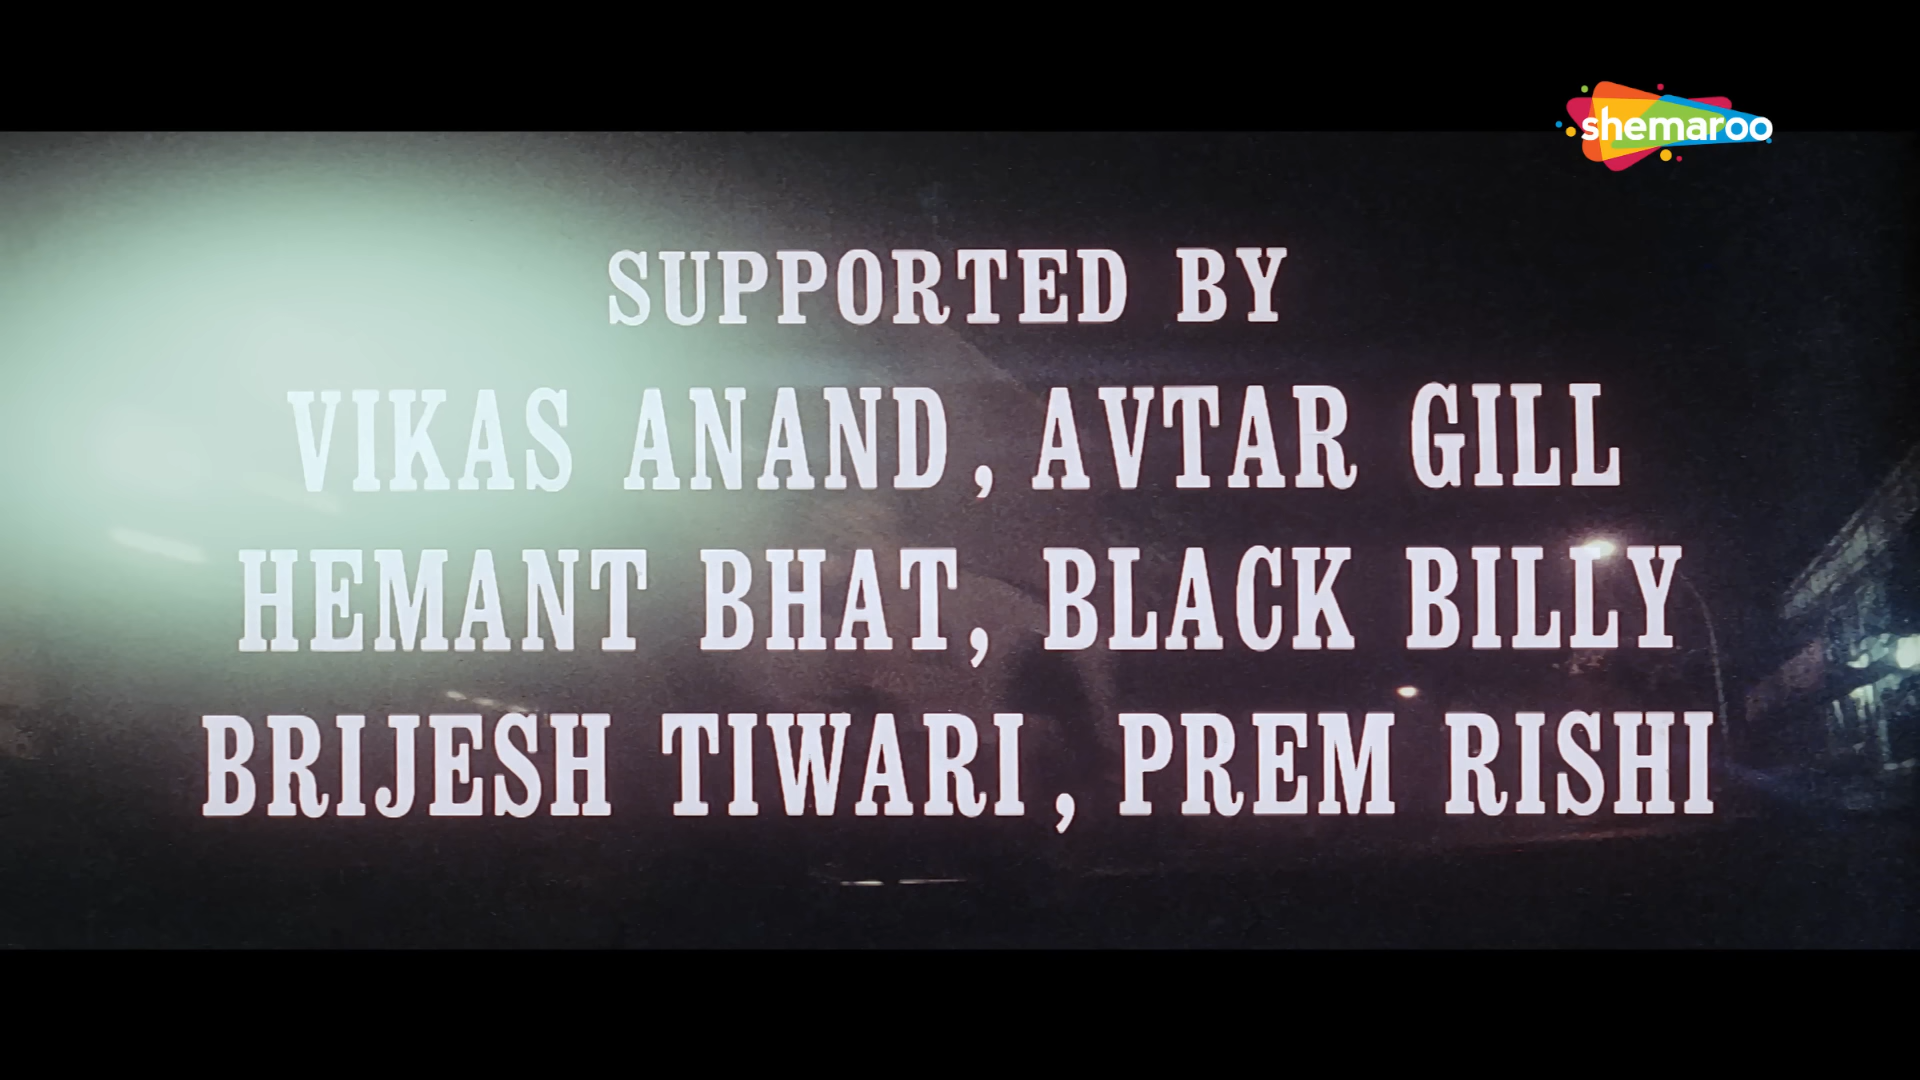 shemaroo
SUPPORTED BY
VIKAS ANAND, AVTAR GILL
HEMANT BHAT, BLACK BILLY
BRIJESH TIWARI, PREM RISHI